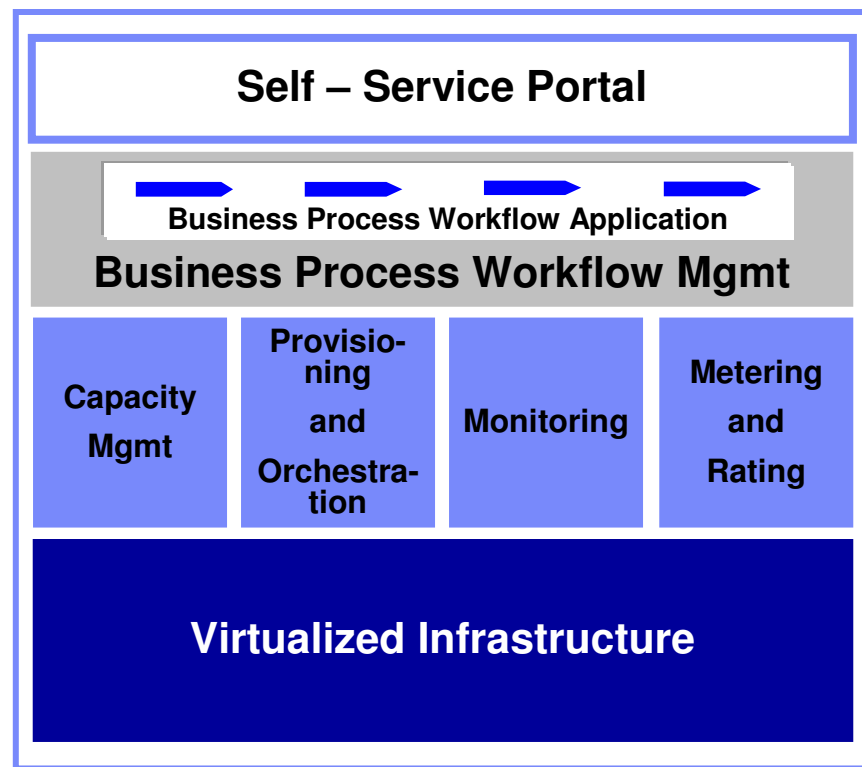 Self – Service Portal
Business Process Workflow Application
Business Process Workflow Mgmt
Capacity
Mgmt
Provisio-
ning
and
Orchestra-
tion
Monitoring
Metering
and
Rating
Virtualized Infrastructure